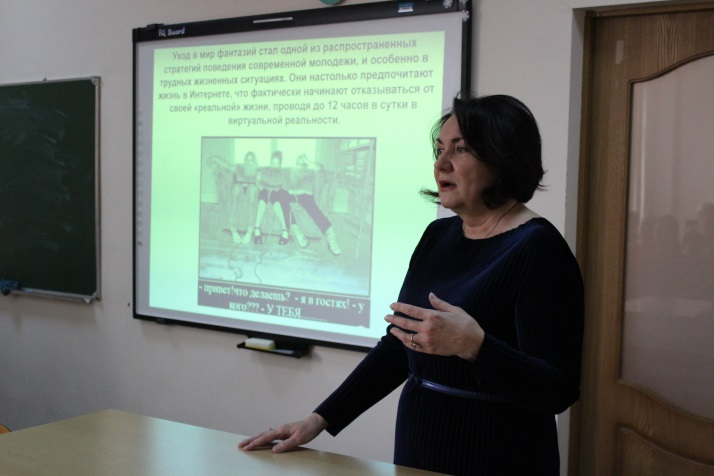 IQ Board
Уход в мир фантазий стал одной из распространенных
стратегий поведения современной молодежи, и особенно в
трудных жизненных ситуациях. Они настолько предпочитают
жизнь в Интернете, что фактически начинают отказываться от
своей «реальной» жизни, проводя до 12 часов в сутки в
виртуальной реальности.
- привет!что делаешь? - я в гостях! - у
кого??? - У ТЕБЯ